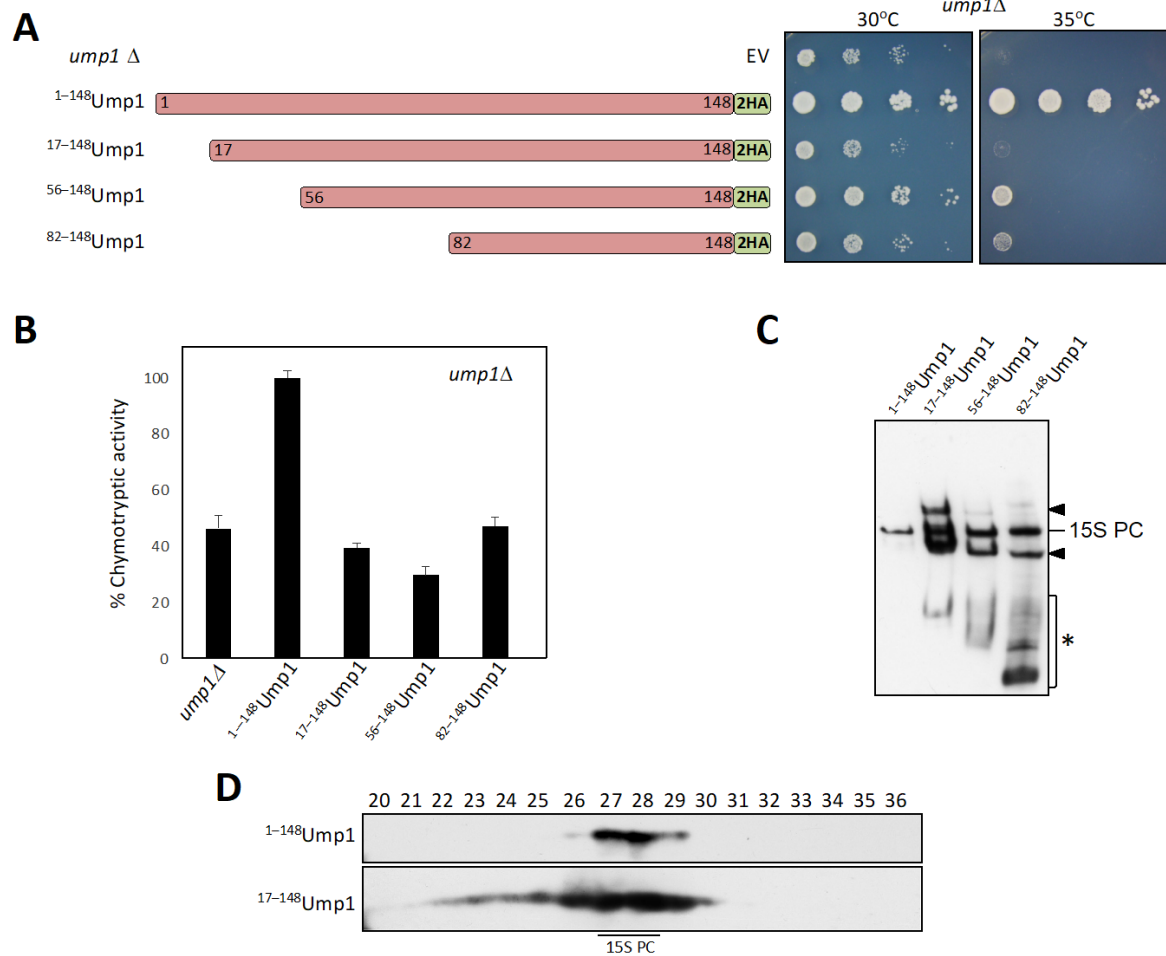 A
ump1Δ
30°C
35°C
ump1 Δ
EV
1–148Ump1
1
148
2HA
17–148Ump1
17
148
2HA
56–148Ump1
56
148
2HA
82–148Ump1
82
148
2HA
B
C
ump1Δ
% Chymotryptic activity
100
80
60
40
20
0
ump1Δ
1–148Ump1
17–148Ump1
56–148Ump1
82–148Ump1
1–148Ump1
17–148Ump1
56–148Ump1
82–148Ump1
15S PC
*
D
20 21 22 23 24 25 26 27 28 29 30 31 32 33 34 35 36
1–148Ump1
17–148Ump1
15S PC